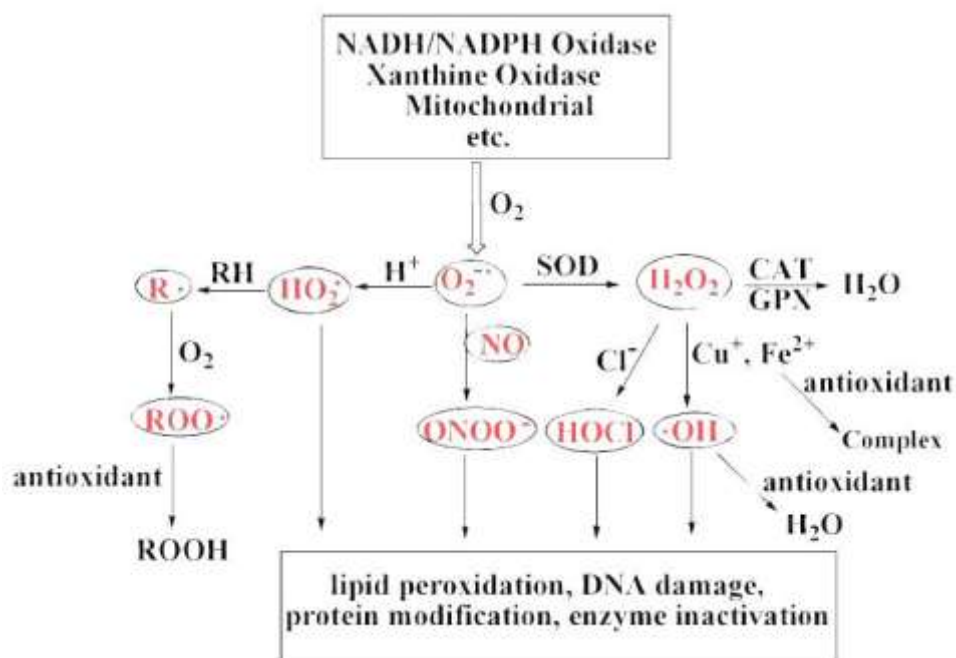 NADH/NADPH Oxidase
Xanthine Oxidase
Mitochondrial
etc.
O₂
R· RH HO₂· H⁺ O₂⁻· SOD H₂O₂ CAT GPX H₂O
O₂ NO Cl⁻ Cu⁺, Fe²⁺
antioxidant
ROO· ONOO⁻ HOCl ·OH Complex
antioxidant antioxidant
ROOH H₂O
lipid peroxidation, DNA damage,
protein modification, enzyme inactivation